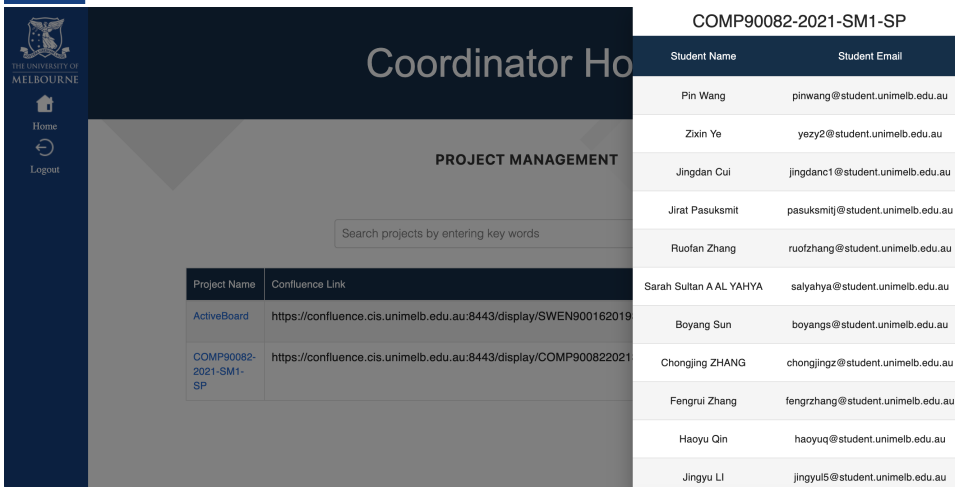 THE UNIVERSITY OF
MELBOURNE
Home
Logout
Coordinator Ho
PROJECT MANAGEMENT
Search projects by entering key words
Project Name Confluence Link
ActiveBoard https://confluence.cis.unimelb.edu.au:8443/display/SWEN900162019
COMP90082-
2021-SM1-
SP
https://confluence.cis.unimelb.edu.au:8443/display/COMP900822021
COMP90082-2021-SM1-SP
Student Name Student Email
Pin Wang pinwang@student.unimelb.edu.au
Zixin Ye yezy2@student.unimelb.edu.au
Jingdan Cui jingdanc1@student.unimelb.edu.au
Jirat Pasuksmit pasuksmitj@student.unimelb.edu.au
Ruofan Zhang ruofzhang@student.unimelb.edu.au
Sarah Sultan A AL YAHYA salyahya@student.unimelb.edu.au
Boyang Sun boyangs@student.unimelb.edu.au
Chongjing ZHANG chongjingz@student.unimelb.edu.au
Fengrui Zhang fengrzhang@student.unimelb.edu.au
Haoyu Qin haoyuq@student.unimelb.edu.au
Jingyu LI jingyul5@student.unimelb.edu.au